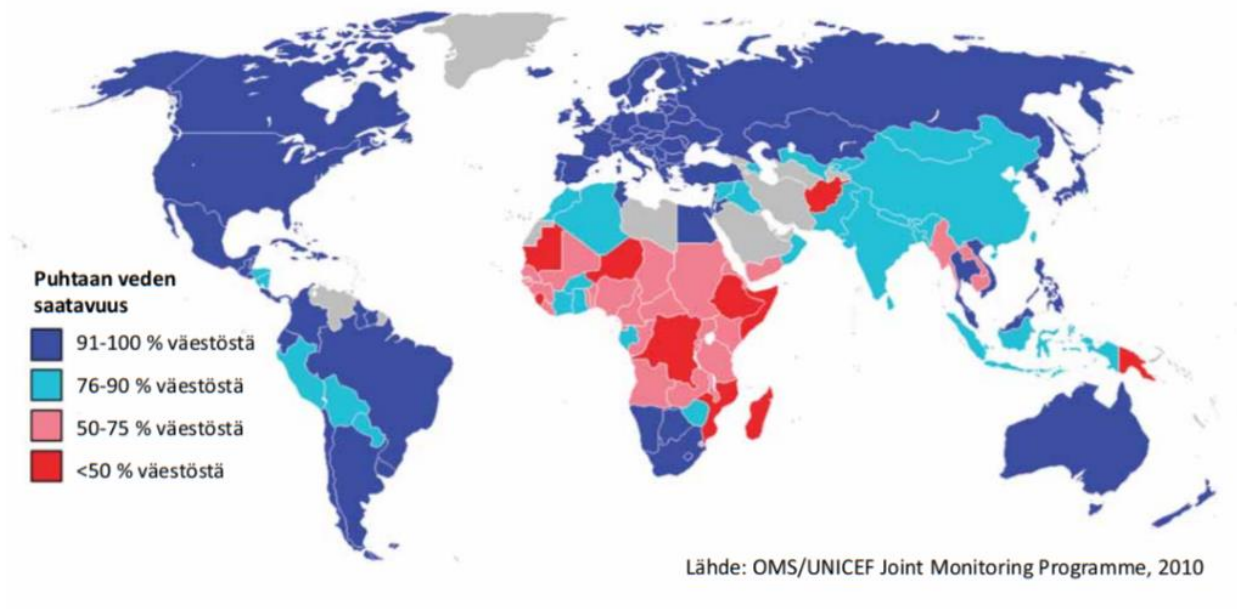 Puhtaan veden
saatavuus
91-100 % väestöstä
76-90 % väestöstä
50-75 % väestöstä
<50 % väestöstä
Lähde: OMS/UNICEF Joint Monitoring Programme, 2010